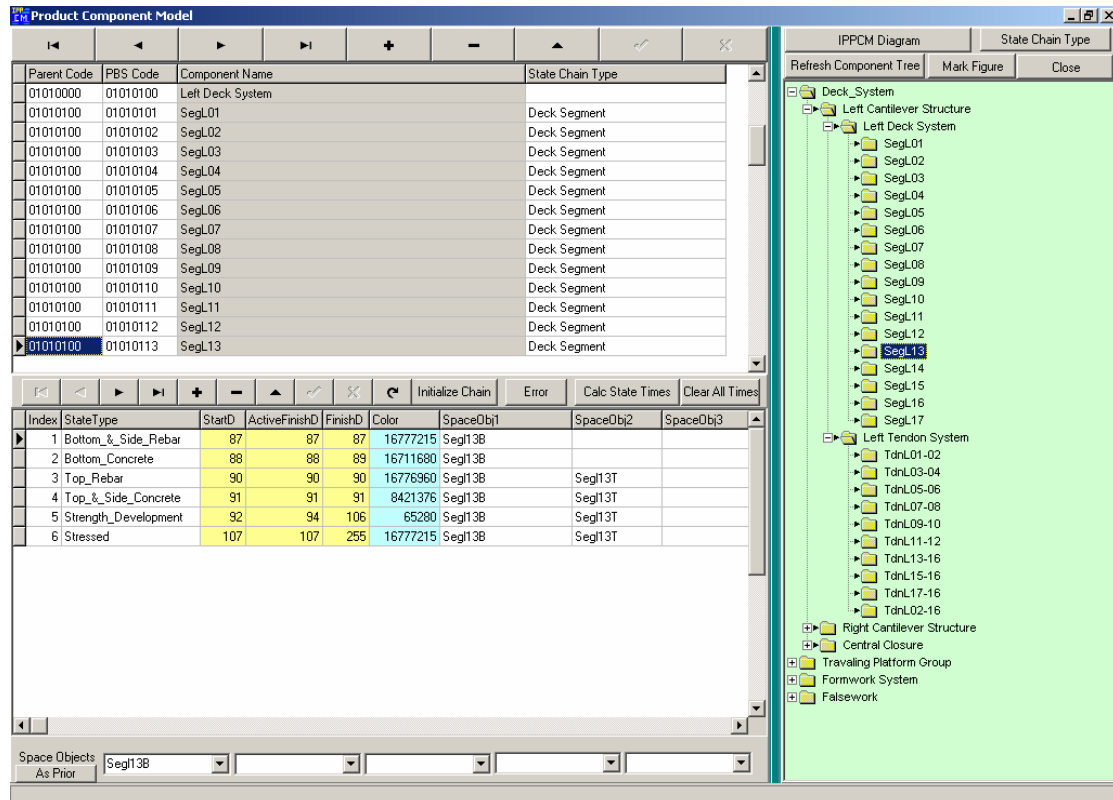 IPP CM Product Component Model
IPPCM Diagram State Chain Type
Refresh Component Tree Mark Figure Close
Parent Code PBS Code Component Name State Chain Type
01010000 01010100 Left Deck System
01010100 01010101 SegL01 Deck Segment
01010100 01010102 SegL02 Deck Segment
01010100 01010103 SegL03 Deck Segment
01010100 01010104 SegL04 Deck Segment
01010100 01010105 SegL05 Deck Segment
01010100 01010106 SegL06 Deck Segment
01010100 01010107 SegL07 Deck Segment
01010100 01010108 SegL08 Deck Segment
01010100 01010109 SegL09 Deck Segment
01010100 01010110 SegL10 Deck Segment
01010100 01010111 SegL11 Deck Segment
01010100 01010112 SegL12 Deck Segment
01010100 01010113 SegL13 Deck Segment
Initialize Chain Error Calc State Times Clear All Times
Index StateType StartD ActiveFinishD FinishD Color SpaceObj1 SpaceObj2 SpaceObj3
1 Bottom_&_Side_Rebar 87 87 87 16777215 Segl13B
2 Bottom_Concrete 88 88 89 16711680 Segl13B
3 Top_Rebar 90 90 90 16776960 Segl13B Segl13T
4 Top_&_Side_Concrete 91 91 91 8421376 Segl13B Segl13T
5 Strength_Development 92 94 106 65280 Segl13B Segl13T
6 Stressed 107 107 255 16777215 Segl13B Segl13T
Space Objects
As Prior
Segl13B
Deck_System
Left Cantilever Structure
Left Deck System
SegL01
SegL02
SegL03
SegL04
SegL05
SegL06
SegL07
SegL08
SegL09
SegL10
SegL11
SegL12
SegL13
SegL14
SegL15
SegL16
SegL17
Left Tendon System
TdnL01-02
TdnL03-04
TdnL05-06
TdnL07-08
TdnL09-10
TdnL11-12
TdnL13-16
TdnL15-16
TdnL17-16
TdnL02-16
Right Cantilever Structure
Central Closure
Travaling Platform Group
Formwork System
Falsework